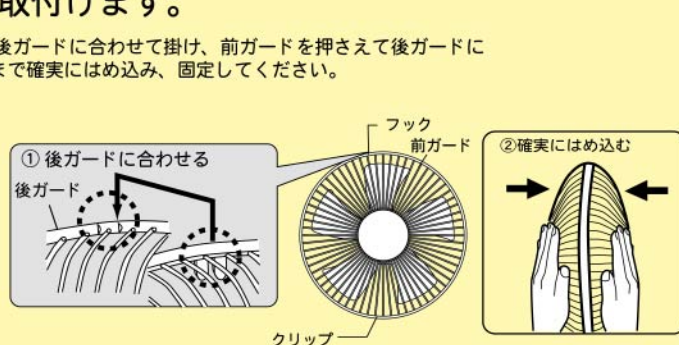 取付けます。
後ガードに合わせて掛け、前ガードを押さえて後ガードに
まで確実にはめ込み、固定してください。
フック
前ガード
① 後ガードに合わせる
後ガード
②確実にはめ込む
クリップ